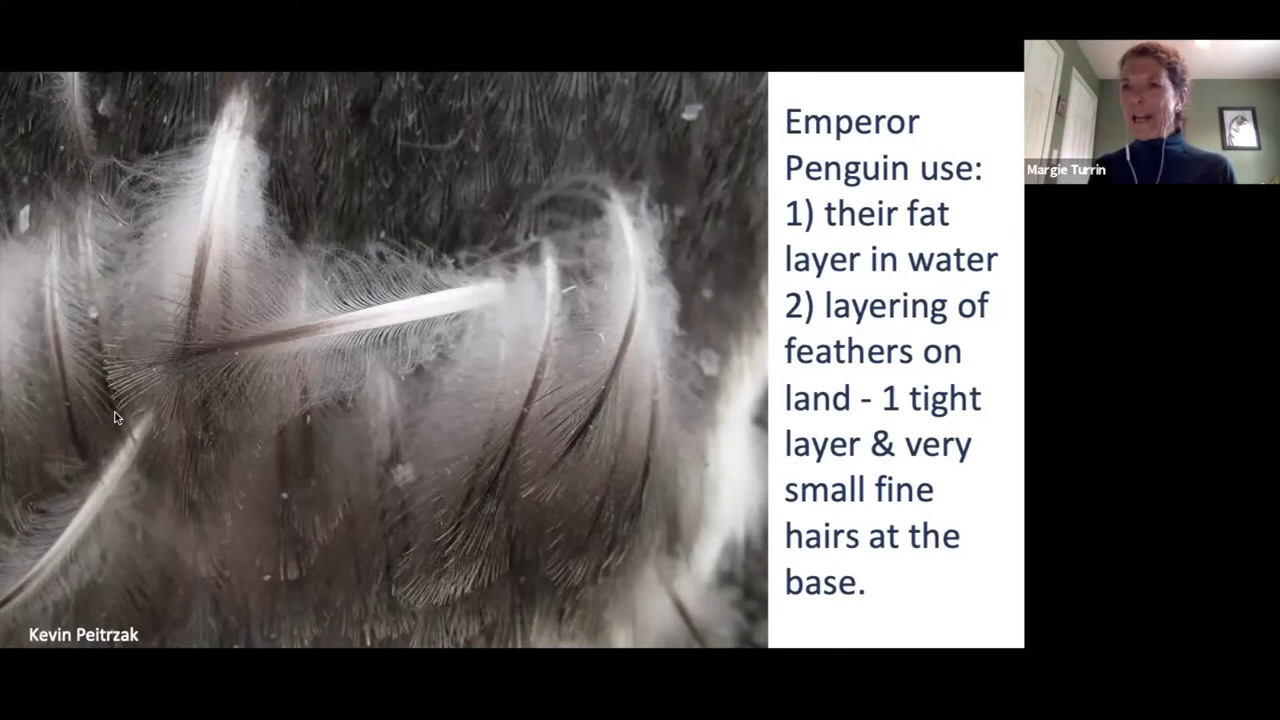 Emperor
Penguin use:
1) their fat
layer in water
2) layering of
feathers on
land - 1 tight
layer & very
small fine
hairs at the
base.
Kevin Peitrzak
Margie Turrin